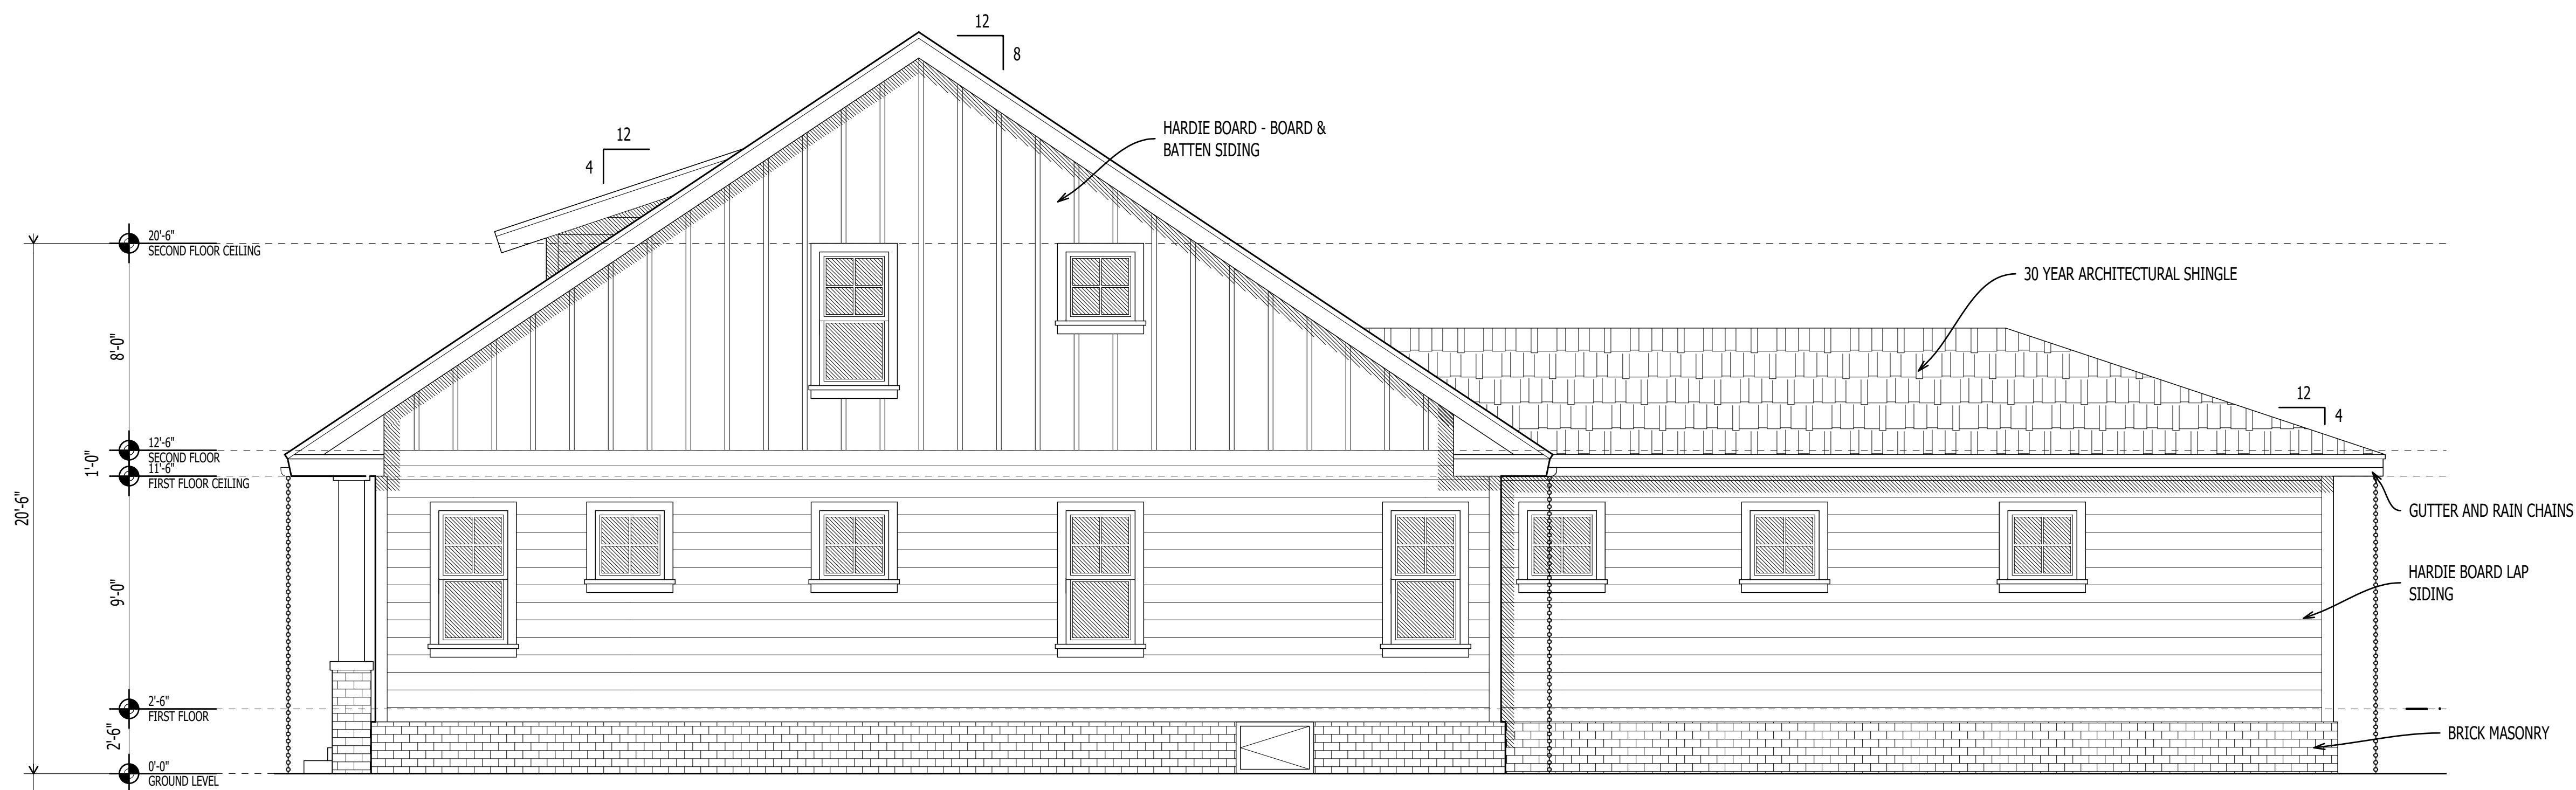 12
8
HARDIE BOARD - BOARD &
BATTEN SIDING
12
4
20'-6"
SECOND FLOOR CEILING
30 YEAR ARCHITECTURAL SHINGLE
8'-0"
12
4
12'-6"
SECOND FLOOR
1'-0"
11'-6"
FIRST FLOOR CEILING
20'-6"
GUTTER AND RAIN CHAINS
HARDIE BOARD LAP
SIDING
9'-0"
2'-6"
FIRST FLOOR
2'-6"
BRICK MASONRY
0'-0"
GROUND LEVEL